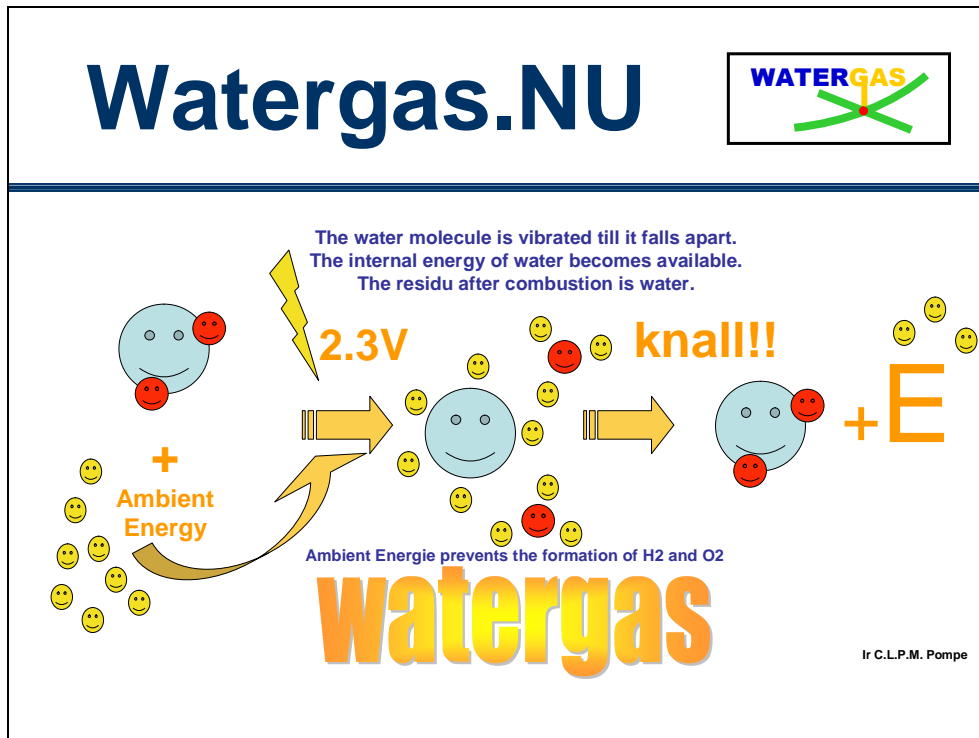 Watergas.NU
WATERGAS
The water molecule is vibrated till it falls apart.
The internal energy of water becomes available.
The residu after combustion is water.
2.3V
knall!!
+
Ambient
Energy
+E
Ambient Energie prevents the formation of H2 and O2
watergas
Ir C.L.P.M. Pompe